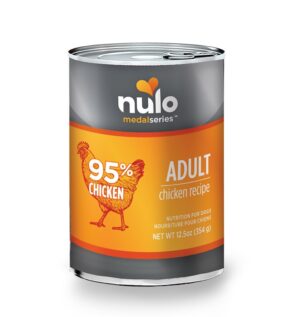 nulo
medalseries™
95%
CHICKEN
ADULT
chicken recipe
NUTRITION FOR DOGS
NOURRITURE POUR CHIENS
NET WT 12.5oz (354 g)